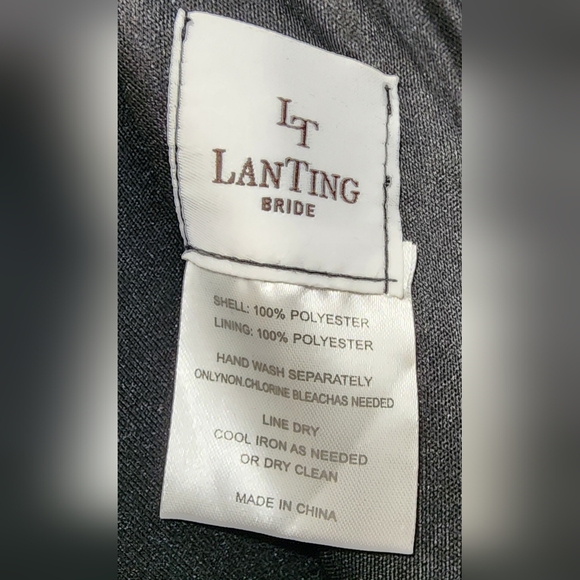 LT
LANTING
BRIDE
SHELL: 100% POLYESTER
LINING: 100% POLYESTER
HAND WASH SEPARATELY
ONLYNON.CHLORINE BLEACHAS NEEDED
LINE DRY
COOL IRON AS NEEDED
OR DRY CLEAN
MADE IN CHINA